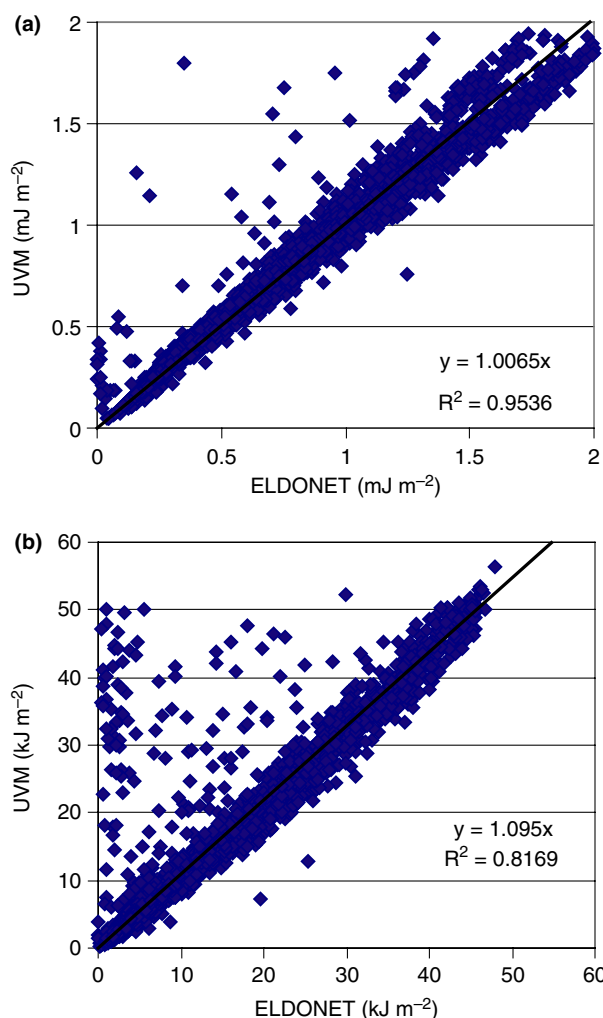 (a)
2
1.5
1
0.5
0
UVM (mJ m⁻²)
y = 1.0065x
R² = 0.9536
0 0.5 1 1.5 2
ELDONET (mJ m⁻²)
(b)
60
50
40
30
20
10
0
UVM (kJ m⁻²)
y = 1.095x
R² = 0.8169
0 10 20 30 40 50 60
ELDONET (kJ m⁻²)